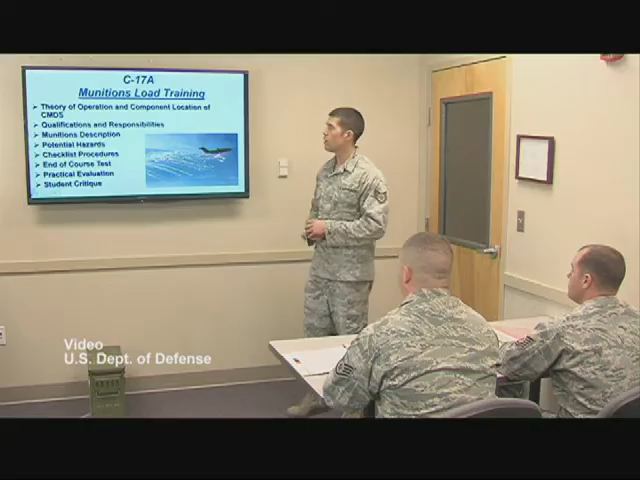 C-17A
Munitions Load Training
➢ Theory of Operation and Component Location of
CMDS
➢ Qualifications and Responsibilities
➢ Munitions Description
➢ Potential Hazards
➢ Checklist Procedures
➢ End of Course Test
➢ Practical Evaluation
➢ Student Critique
Video
U.S. Dept. of Defense